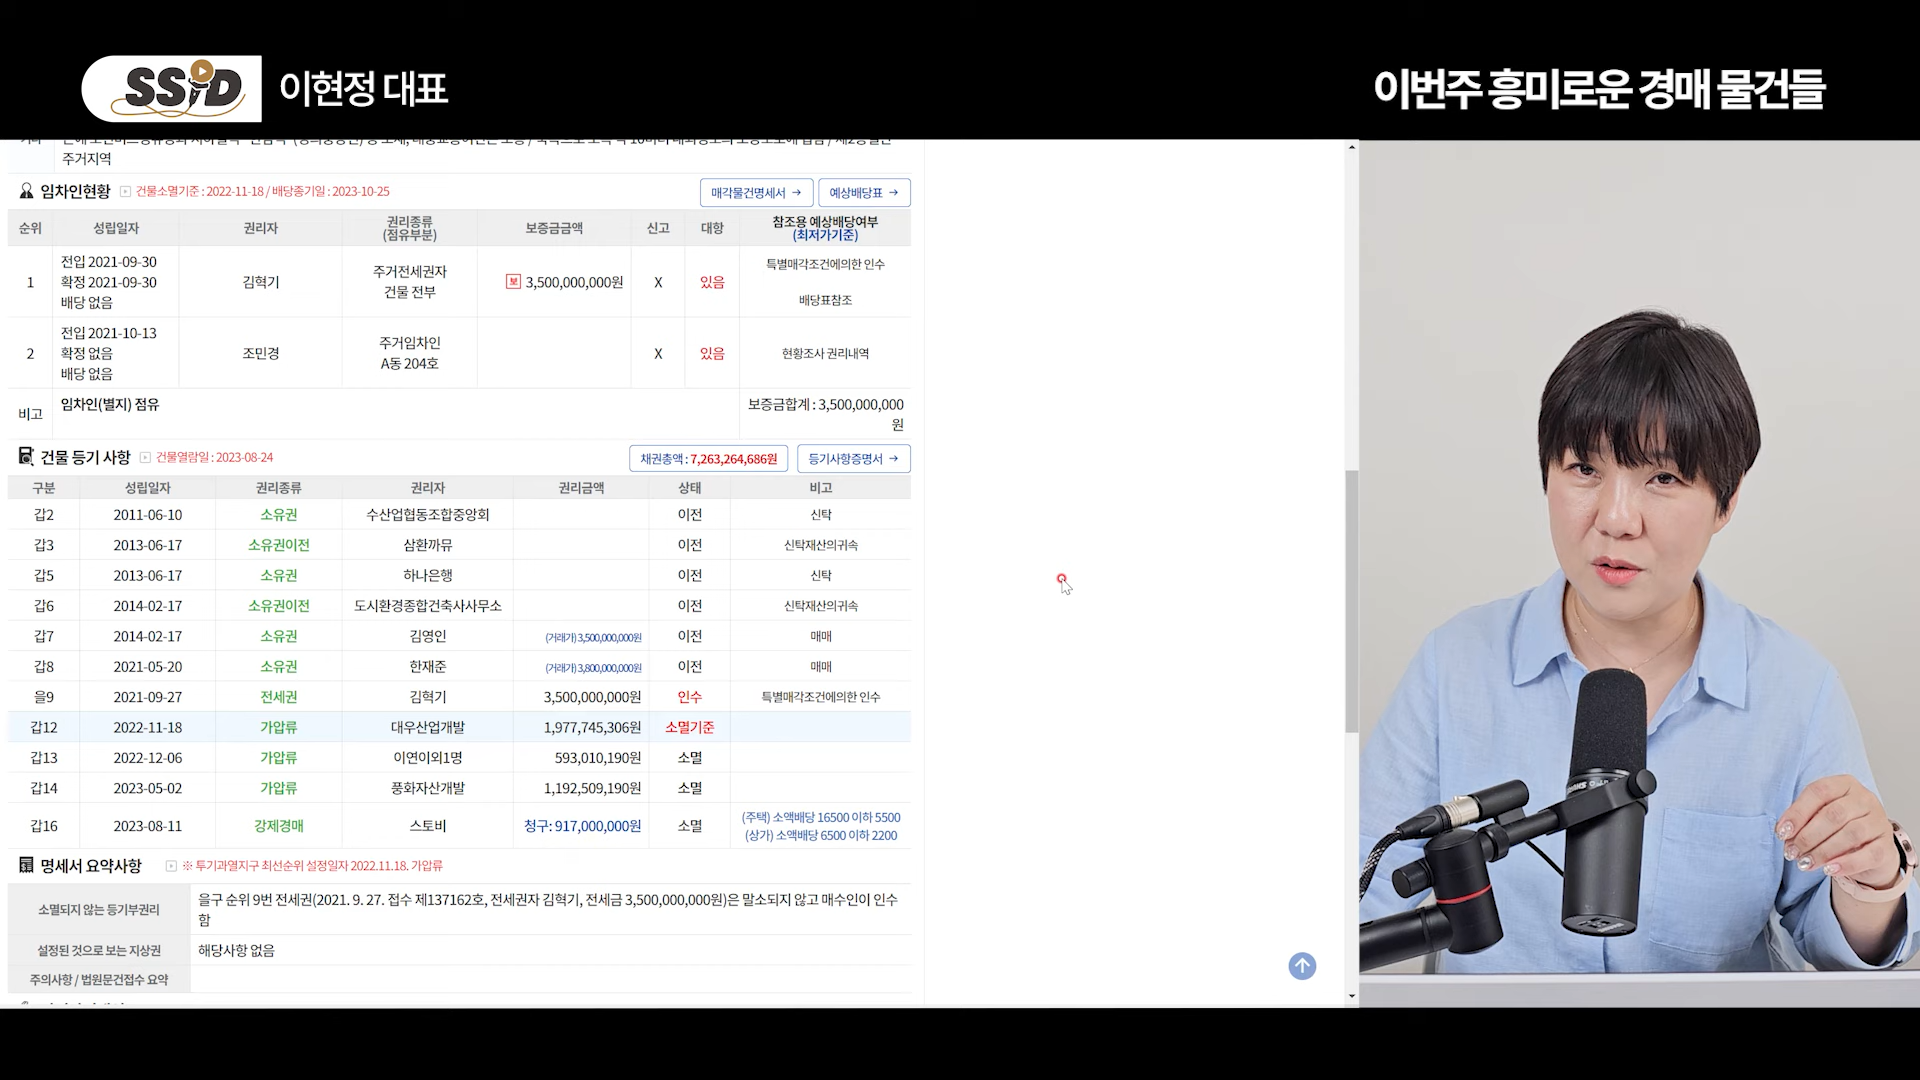 SSiD 이현정 대표
이번주 흥미로운 경매 물건들
주거지역
임차인현황 건물소멸기준 : 2022-11-18 / 배당종기일 : 2023-10-25 매각물건명세서 → 예상배당표 →
순위 성립일자 권리자 권리종류 (점유부분) 보증금금액 신고 대항 참조용 예상배당여부 (최저가기준)
1 전입 2021-09-30 확정 2021-09-30 배당 없음 김혁기 주거전세권자 건물 전부 보 3,500,000,000원 X 있음 특별매각조건에의한 인수 배당표참조
2 전입 2021-10-13 확정 없음 배당 없음 조민경 주거임차인 A동 204호 X 있음 현황조사 권리내역
비고 임차인(별지) 점유 보증금합계 : 3,500,000,000원
건물 등기 사항 건물열람일 : 2023-08-24 채권총액 : 7,263,264,686원 등기사항증명서 →
구분 성립일자 권리종류 권리자 권리금액 상태 비고
갑2 2011-06-10 소유권 수산업협동조합중앙회 이전 신탁
갑3 2013-06-17 소유권이전 삼환까뮤 이전 신탁재산의귀속
갑5 2013-06-17 소유권 하나은행 이전 신탁
갑6 2014-02-17 소유권이전 도시환경종합건축사사무소 이전 신탁재산의귀속
갑7 2014-02-17 소유권 김영인 (거래가) 3,500,000,000원 이전 매매
갑8 2021-05-20 소유권 한재준 (거래가) 3,800,000,000원 이전 매매
을9 2021-09-27 전세권 김혁기 3,500,000,000원 인수 특별매각조건에의한 인수
갑12 2022-11-18 가압류 대우산업개발 1,977,745,306원 소멸기준
갑13 2022-12-06 가압류 이연이외1명 593,010,190원 소멸
갑14 2023-05-02 가압류 풍화자산개발 1,192,509,190원 소멸
갑16 2023-08-11 강제경매 스토비 청구: 917,000,000원 소멸 (주택) 소액배당 16500 이하 5500 (상가) 소액배당 6500 이하 2200
명세서 요약사항 ※ 투기과열지구 최선순위 설정일자 2022.11.18. 가압류
소멸되지 않는 등기부권리 을구 순위 9번 전세권(2021. 9. 27. 접수 제137162호, 전세권자 김혁기, 전세금 3,500,000,000원)은 말소되지 않고 매수인이 인수
함
설정된 것으로 보는 지상권 해당사항 없음
주의사항 / 법원문건접수 요약